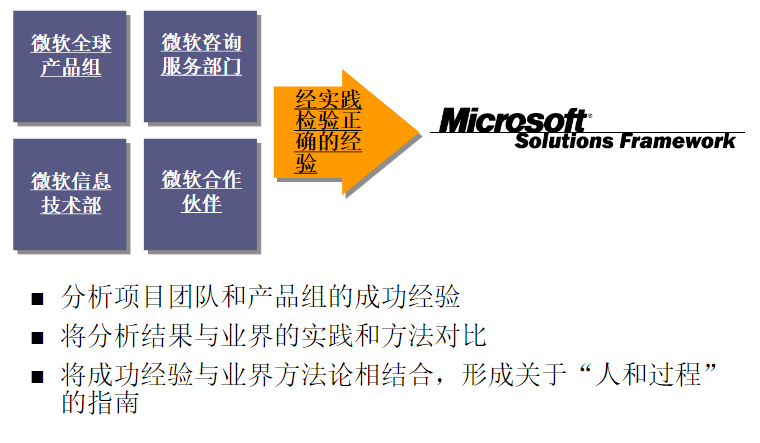 微软全球
产品组
微软咨询
服务部门
微软信息
技术部
微软合作
伙伴
经实践
检验正
确的经
验
Microsoft®
Solutions Framework
■ 分析项目团队和产品组的成功经验
■ 将分析结果与业界的实践和方法对比
■ 将成功经验与业界方法论相结合，形成关于“人和过程”
的指南